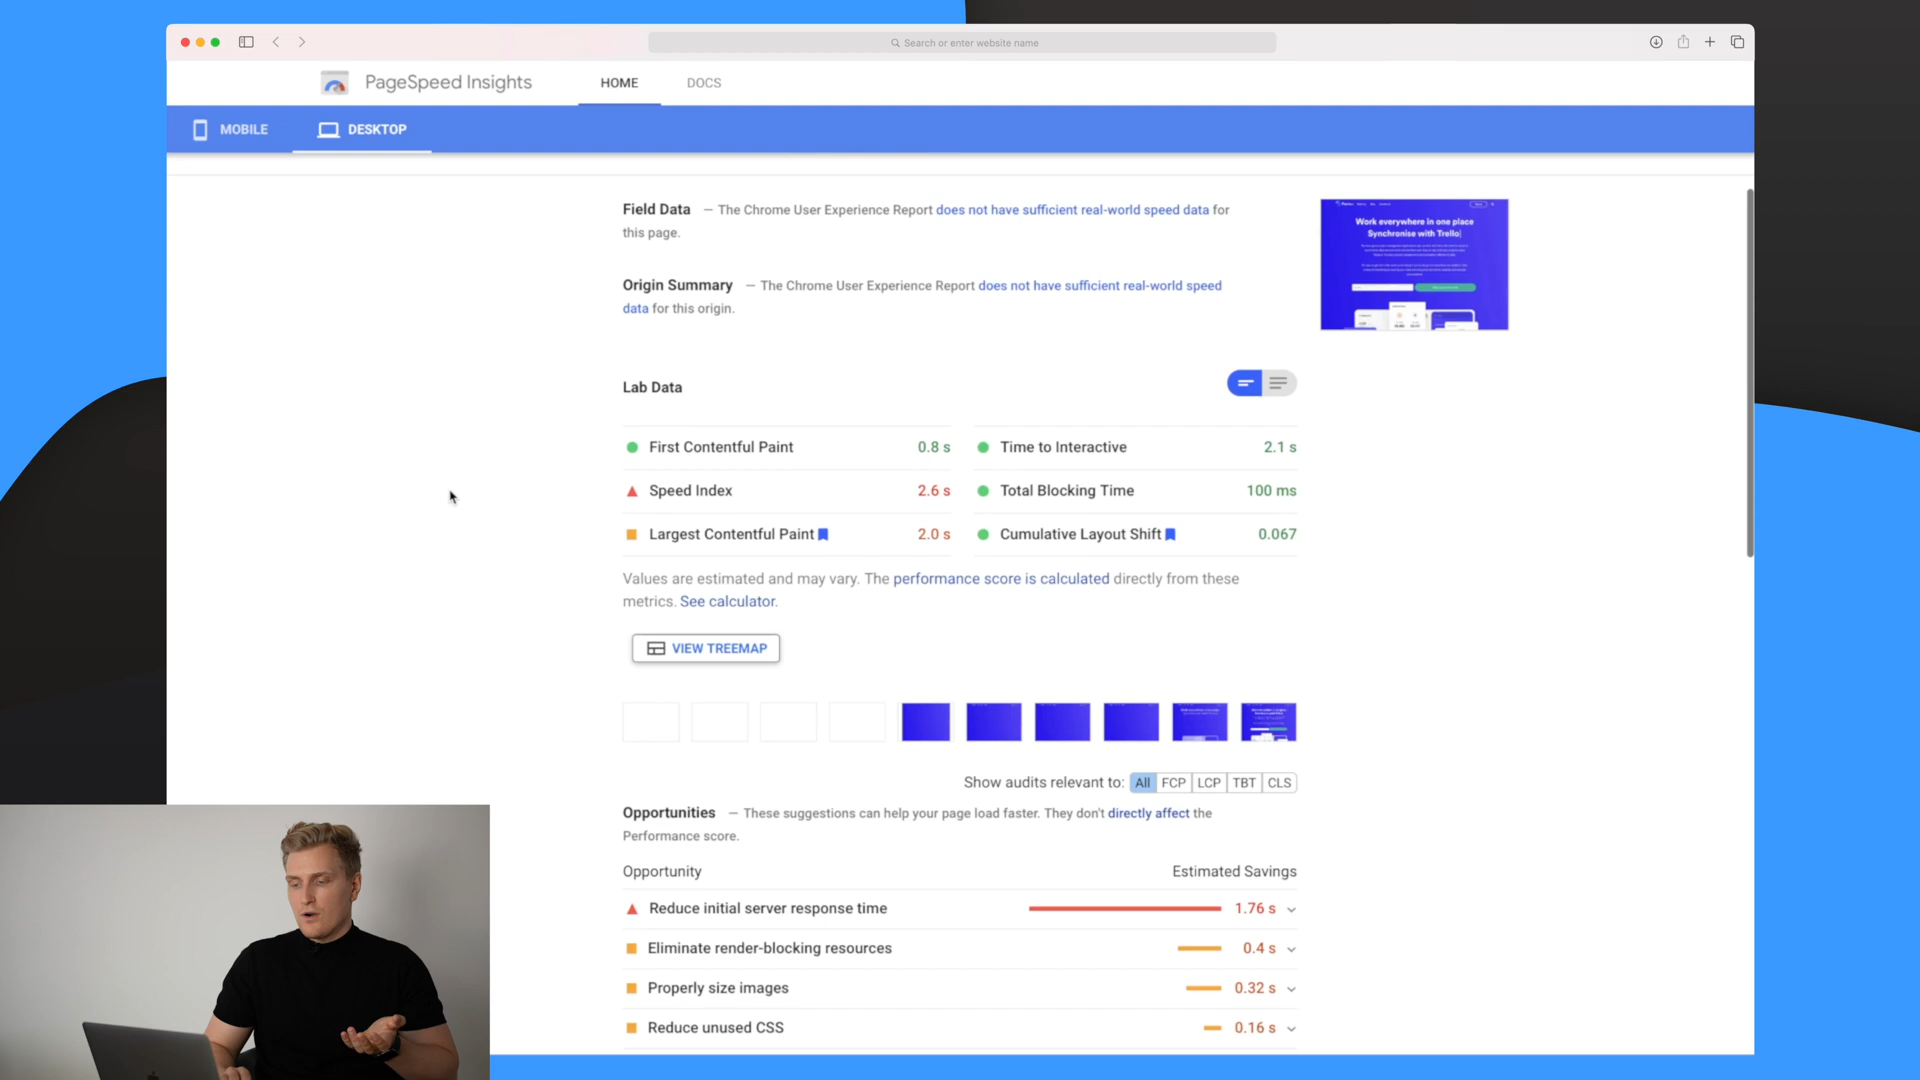 Search or enter website name
PageSpeed Insights
HOME
DOCS
MOBILE
DESKTOP
Field Data — The Chrome User Experience Report does not have sufficient real-world speed data for
this page.
Work everywhere in one place
Synchronise with Trello
Origin Summary — The Chrome User Experience Report does not have sufficient real-world speed
data for this origin.
Lab Data
First Contentful Paint 0.8 s
Time to Interactive 2.1 s
Speed Index 2.6 s
Total Blocking Time 100 ms
Largest Contentful Paint 2.0 s
Cumulative Layout Shift 0.067
Values are estimated and may vary. The performance score is calculated directly from these
metrics. See calculator.
VIEW TREEMAP
Show audits relevant to: All FCP LCP TBT CLS
Opportunities — These suggestions can help your page load faster. They don't directly affect the
Performance score.
Opportunity Estimated Savings
Reduce initial server response time 1.76 s
Eliminate render-blocking resources 0.4 s
Properly size images 0.32 s
Reduce unused CSS 0.16 s